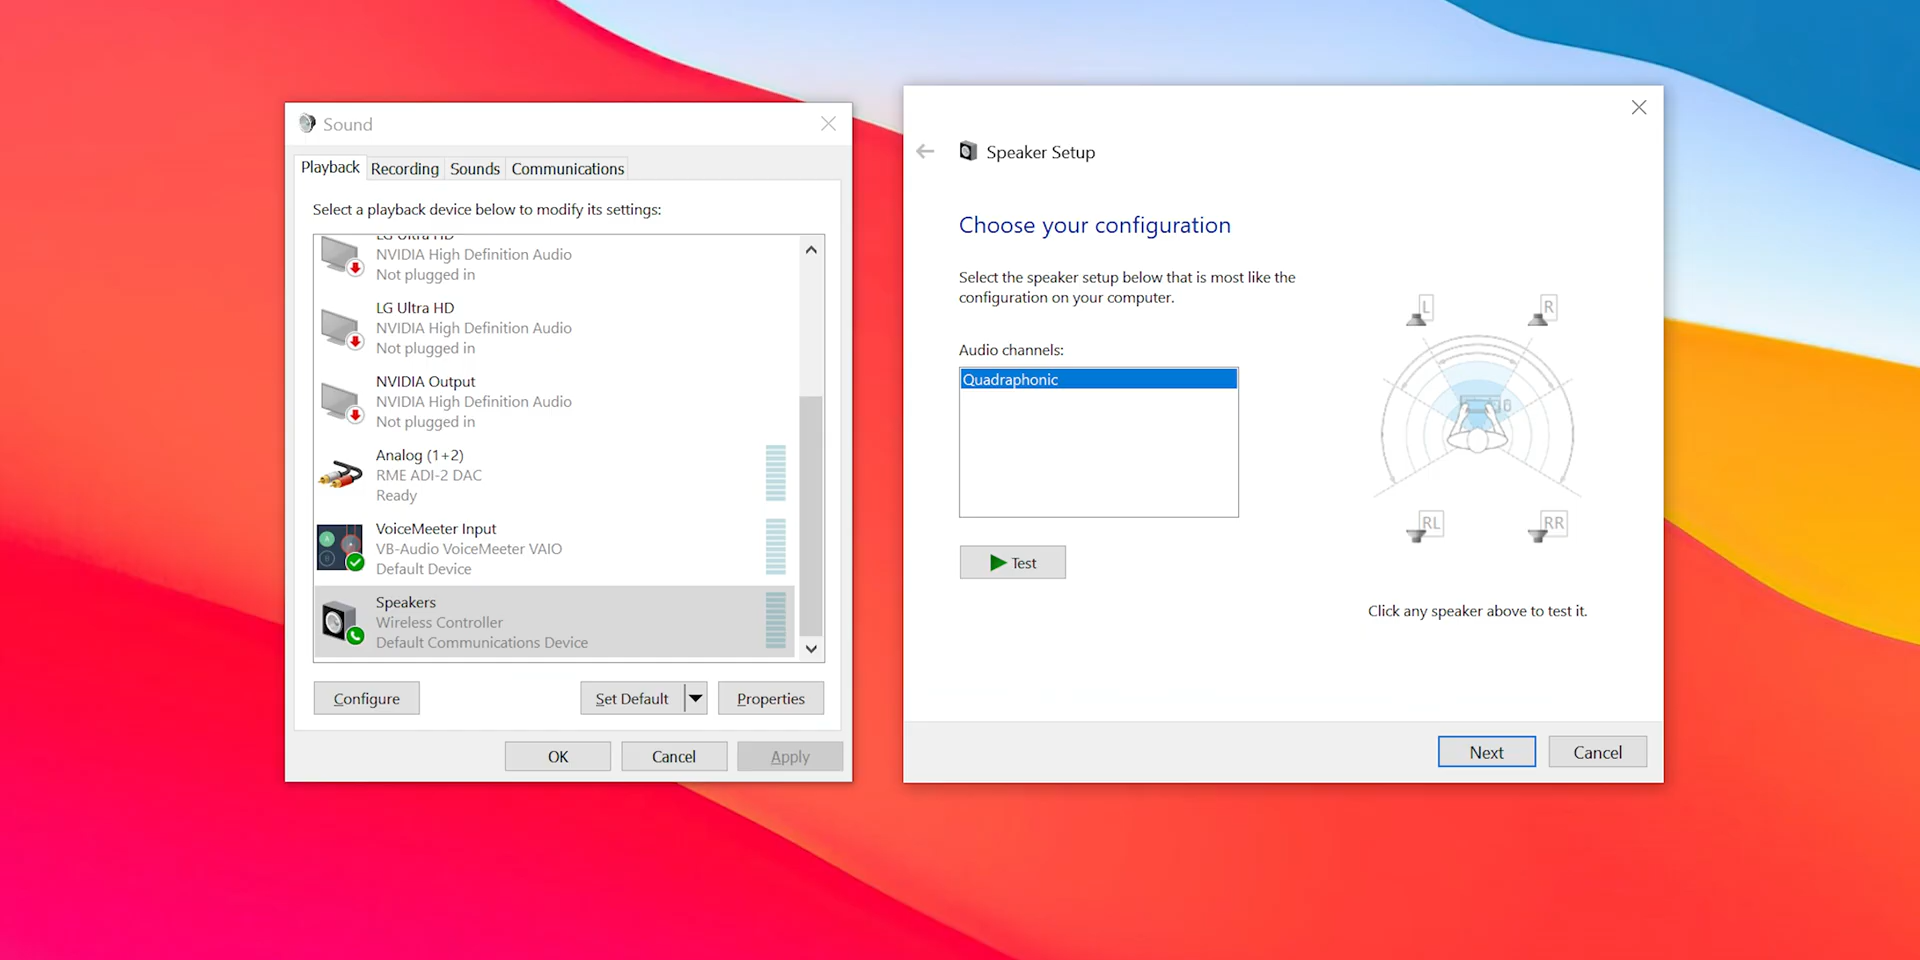 Sound
Playback
Recording
Sounds
Communications
Select a playback device below to modify its settings:
LG Ultra HD
NVIDIA High Definition Audio
Not plugged in
LG Ultra HD
NVIDIA High Definition Audio
Not plugged in
NVIDIA Output
NVIDIA High Definition Audio
Not plugged in
Analog (1+2)
RME ADI-2 DAC
Ready
VoiceMeeter Input
VB-Audio VoiceMeeter VAIO
Default Device
Speakers
Wireless Controller
Default Communications Device
Configure
Set Default
Properties
OK
Cancel
Apply
Speaker Setup
Choose your configuration
Select the speaker setup below that is most like the
configuration on your computer.
Audio channels:
Quadraphonic
Test
L
R
RL
RR
Click any speaker above to test it.
Next
Cancel